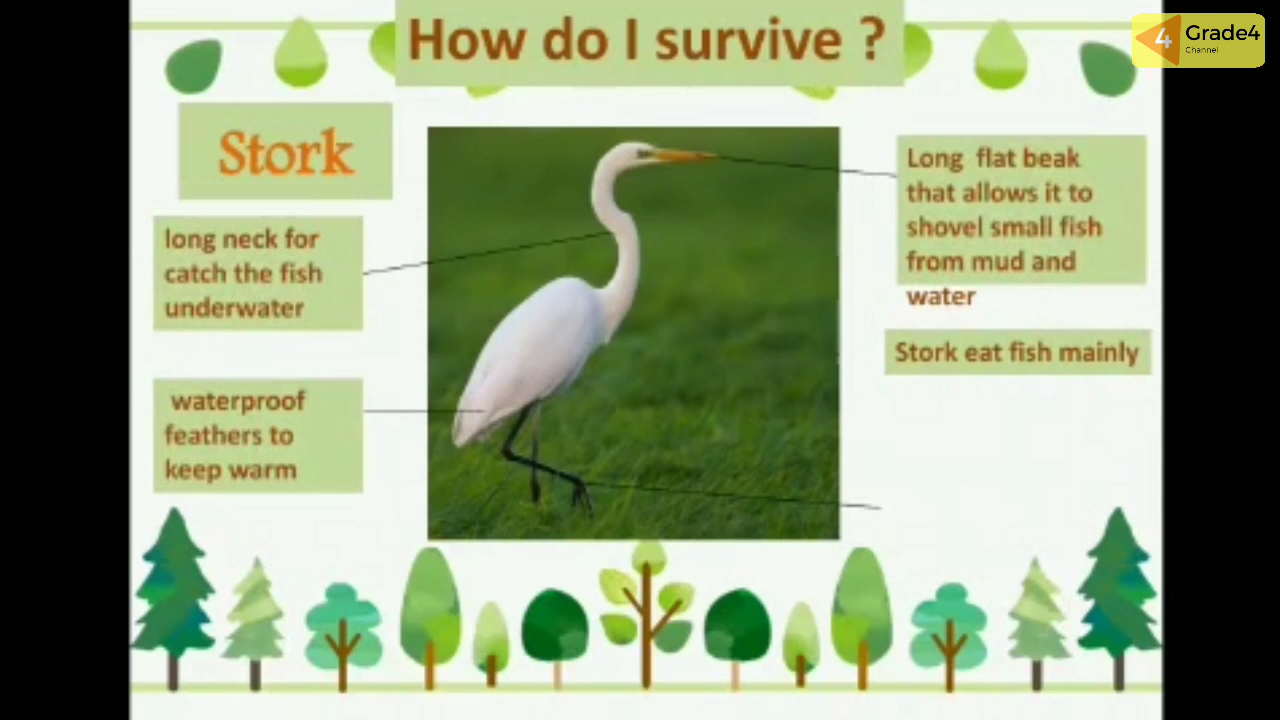 How do I survive ?
4 Grade4
Channel
Stork
long neck for
catch the fish
underwater
waterproof
feathers to
keep warm
Long flat beak
that allows it to
shovel small fish
from mud and
water
Stork eat fish mainly